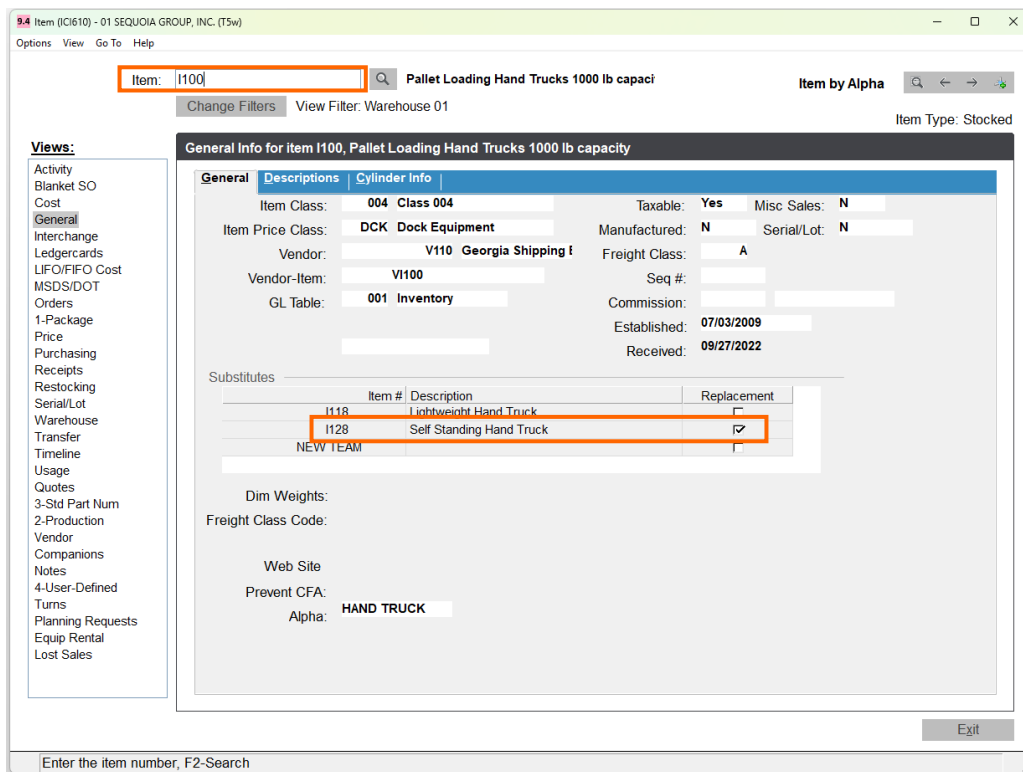 9.4 Item (ICI610) - 01 SEQUOIA GROUP, INC. (T5w)
Options View Go To Help
Item: I100 Pallet Loading Hand Trucks 1000 lb capaci
Item by Alpha
Change Filters View Filter: Warehouse 01
Item Type: Stocked
Views:
Activity
Blanket SO
Cost
General
Interchange
Ledgercards
LIFO/FIFO Cost
MSDS/DOT
Orders
1-Package
Price
Purchasing
Receipts
Restocking
Serial/Lot
Warehouse
Transfer
Timeline
Usage
Quotes
3-Std Part Num
2-Production
Vendor
Companions
Notes
4-User-Defined
Turns
Planning Requests
Equip Rental
Lost Sales
General Info for item I100, Pallet Loading Hand Trucks 1000 lb capacity
General Descriptions Cylinder Info
Item Class: 004 Class 004
Item Price Class: DCK Dock Equipment
Vendor: V110 Georgia Shipping E
Vendor-Item: VI100
GL Table: 001 Inventory
Taxable: Yes Misc Sales: N
Manufactured: N Serial/Lot: N
Freight Class: A
Seq #:
Commission:
Established: 07/03/2009
Received: 09/27/2022
Substitutes
Item # Description Replacement
I118 Lightweight Hand Truck
I128 Self Standing Hand Truck
NEW TEAM
Dim Weights:
Freight Class Code:
Web Site
Prevent CFA:
Alpha: HAND TRUCK
Exit
Enter the item number, F2-Search